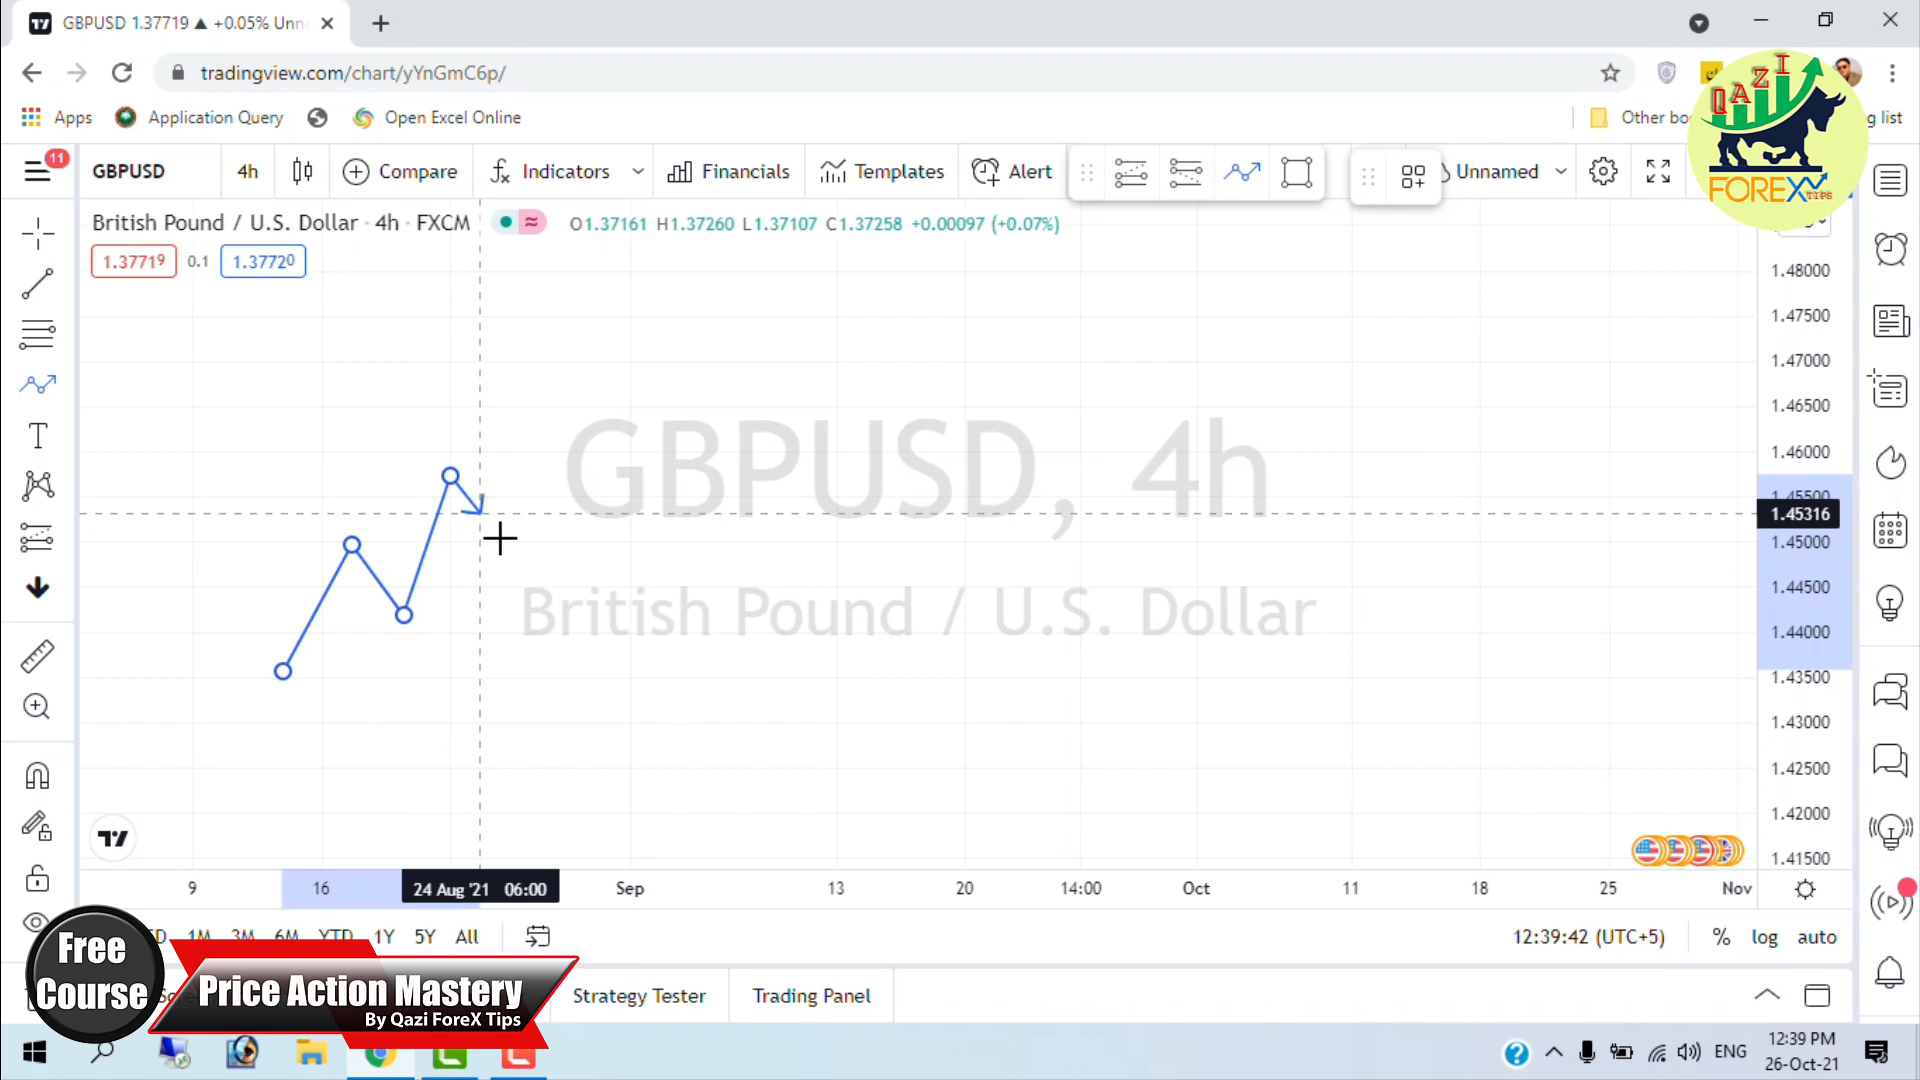 GBPUSD 1.37719 ▲ +0.05% Unn
tradingview.com/chart/yYnGmC6p/
Apps
Application Query
Open Excel Online
Other bo
g list
QAZI
FOREX
TIPS
11
GBPUSD
4h
Compare
Indicators
Financials
Templates
Alert
Unnamed
British Pound / U.S. Dollar · 4h · FXCM
O1.37161 H1.37260 L1.37107 C1.37258 +0.00097 (+0.07%)
1.37719
0.1
1.37720
GBPUSD, 4h
British Pound / U.S. Dollar
1.48000
1.47500
1.47000
1.46500
1.46000
1.45500
1.45316
1.45000
1.44500
1.44000
1.43500
1.43000
1.42500
1.42000
1.41500
9
16
24 Aug '21 06:00
Sep
13
20
14:00
Oct
11
18
25
Nov
1M
3M
6M
YTD
1Y
5Y
All
12:39:42 (UTC+5)
%
log
auto
Free
Course
Price Action Mastery
By Qazi ForeX Tips
Strategy Tester
Trading Panel
ENG
12:39 PM
26-Oct-21